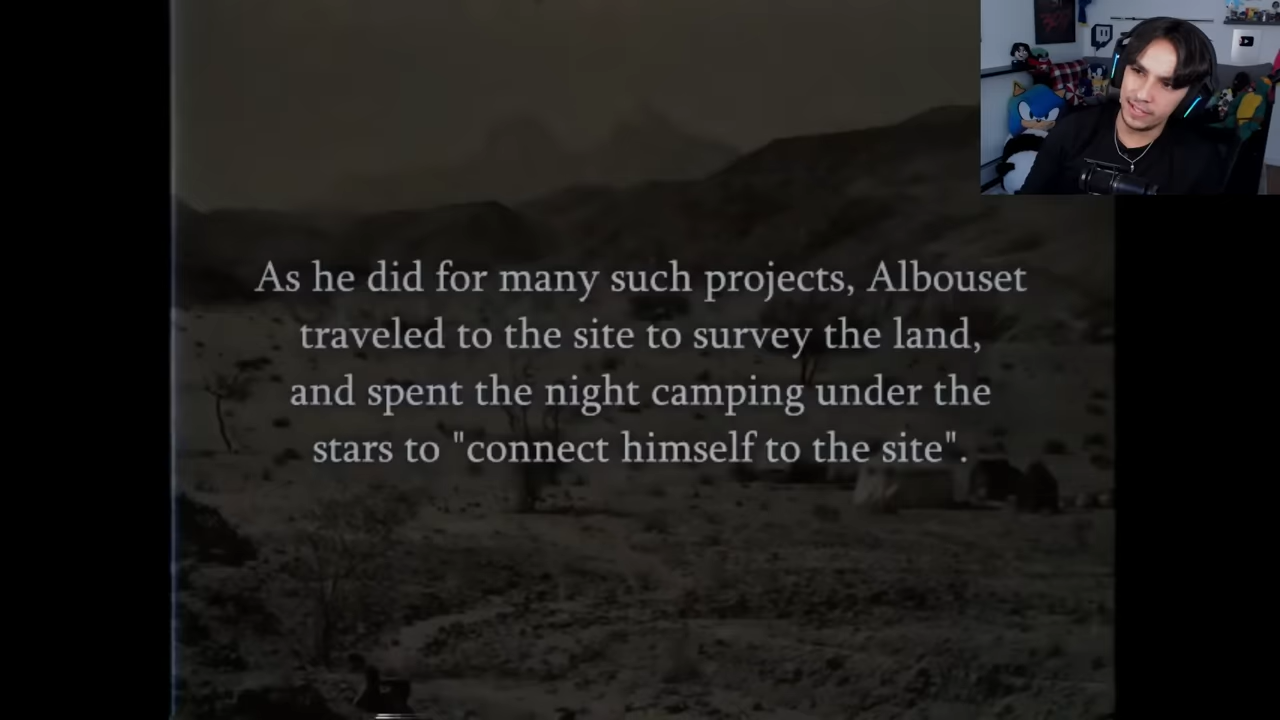 As he did for many such projects, Albouset
traveled to the site to survey the land,
and spent the night camping under the
stars to "connect himself to the site".